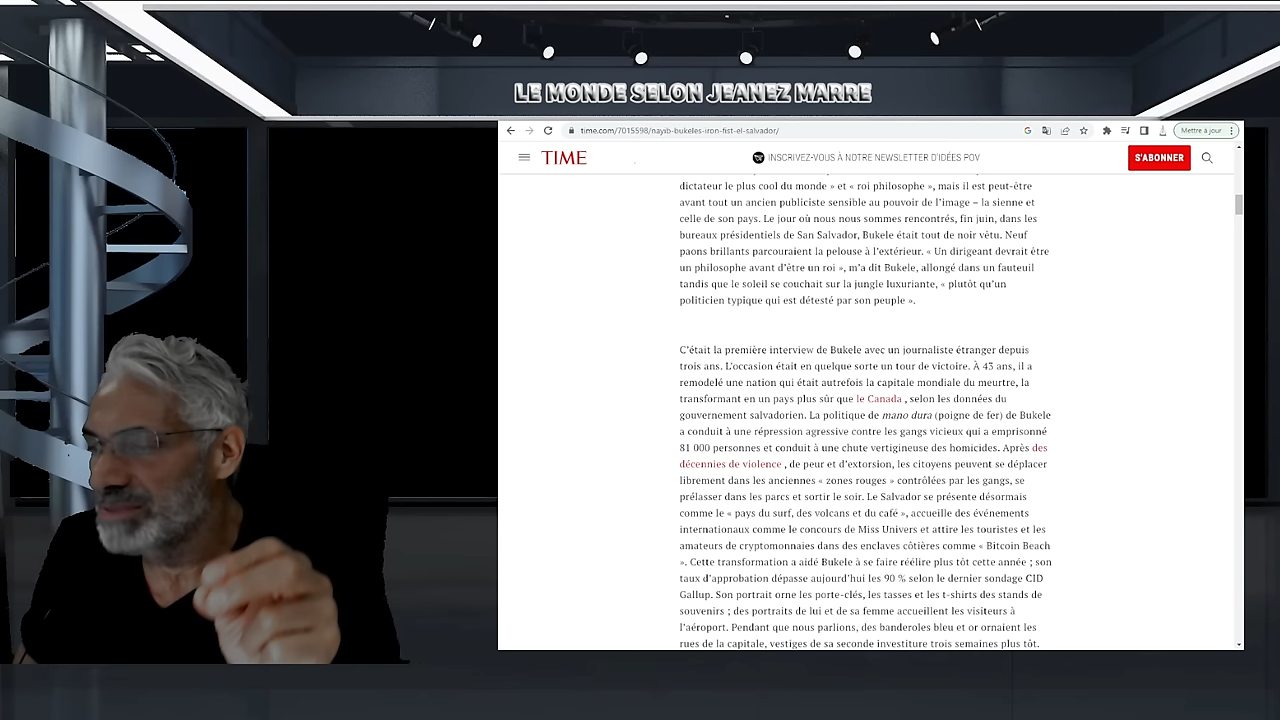 LE MONDE SELON JEANEZ MARRE
time.com/7015598/nayib-bukeles-iron-fist-el-salvador/
Mettre à jour
TIME
INSCRIVEZ-VOUS À NOTRE NEWSLETTER D'IDÉES POV
S'ABONNER
dictateur le plus cool du monde » et « roi philosophe », mais il est peut-être
avant tout un ancien publiciste sensible au pouvoir de l'image – la sienne et
celle de son pays. Le jour où nous nous sommes rencontrés, fin juin, dans les
bureaux présidentiels de San Salvador, Bukele était tout de noir vêtu. Neuf
paons brillants parcouraient la pelouse à l'extérieur. « Un dirigeant devrait être
un philosophe avant d'être un roi », m'a dit Bukele, allongé dans un fauteuil
tandis que le soleil se couchait sur la jungle luxuriante, « plutôt qu'un
politicien typique qui est détesté par son peuple ».
C'était la première interview de Bukele avec un journaliste étranger depuis
trois ans. L'occasion était en quelque sorte un tour de victoire. À 43 ans, il a
remodelé une nation qui était autrefois la capitale mondiale du meurtre, la
transformant en un pays plus sûr que le Canada , selon les données du
gouvernement salvadorien. La politique de mano dura (poigne de fer) de Bukele
a conduit à une répression agressive contre les gangs vicieux qui a emprisonné
81 000 personnes et conduit à une chute vertigineuse des homicides. Après des
décennies de violence , de peur et d'extorsion, les citoyens peuvent se déplacer
librement dans les anciennes « zones rouges » contrôlées par les gangs, se
prélasser dans les parcs et sortir le soir. Le Salvador se présente désormais
comme le « pays du surf, des volcans et du café », accueille des événements
internationaux comme le concours de Miss Univers et attire les touristes et les
amateurs de cryptomonnaies dans des enclaves côtières comme « Bitcoin Beach
». Cette transformation a aidé Bukele à se faire réélire plus tôt cette année ; son
taux d'approbation dépasse aujourd'hui les 90 % selon le dernier sondage CID
Gallup. Son portrait orne les porte-clés, les tasses et les t-shirts des stands de
souvenirs ; des portraits de lui et de sa femme accueillent les visiteurs à
l'aéroport. Pendant que nous parlions, des banderoles bleu et or ornaient les
rues de la capitale, vestiges de sa seconde investiture trois semaines plus tôt.